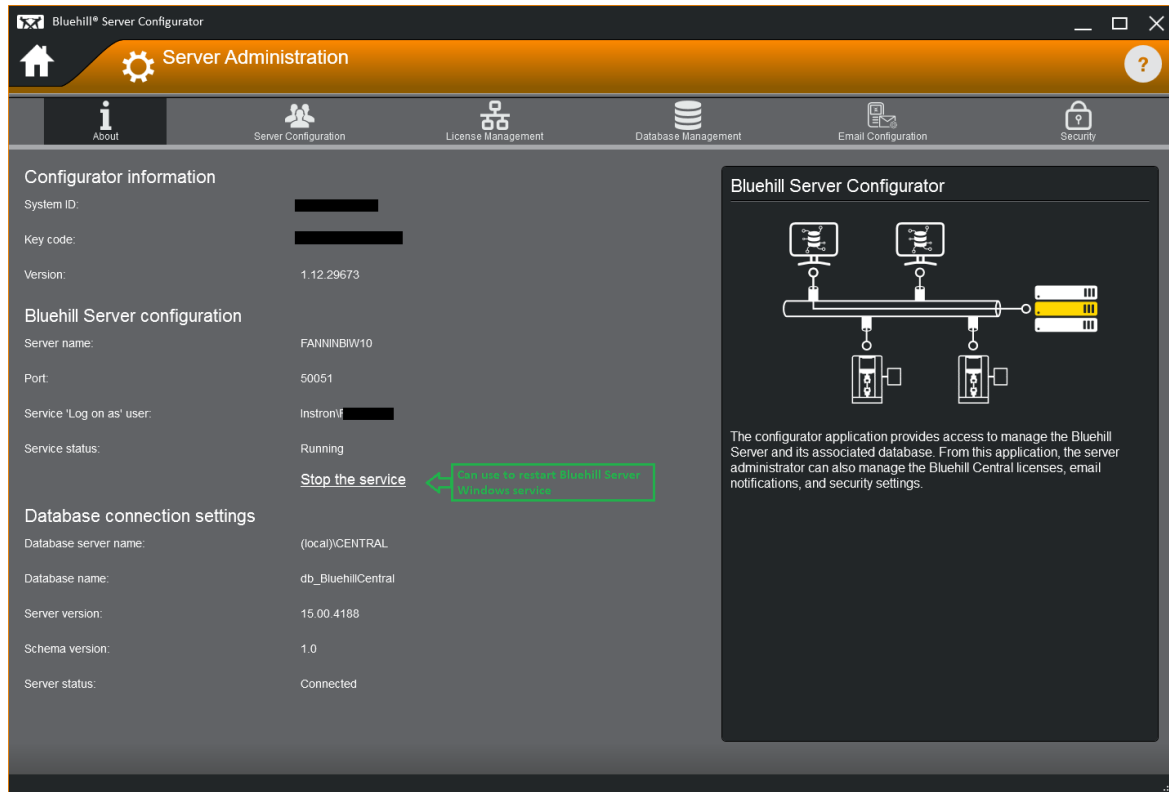 Bluehill® Server Configurator
Server Administration
?
About
Server Configuration
License Management
Database Management
Email Configuration
Security
Configurator information
System ID:
Key code:
Version: 1.12.29673
Bluehill Server configuration
Server name: FANNINBIW10
Port: 50051
Service 'Log on as' user: Instron\
Service status: Running
Stop the service
Can use to restart Bluehill Server
Windows service
Database connection settings
Database server name: (local)\CENTRAL
Database name: db_BluehillCentral
Server version: 15.00.4188
Schema version: 1.0
Server status: Connected
Bluehill Server Configurator
The configurator application provides access to manage the Bluehill
Server and its associated database. From this application, the server
administrator can also manage the Bluehill Central licenses, email
notifications, and security settings.